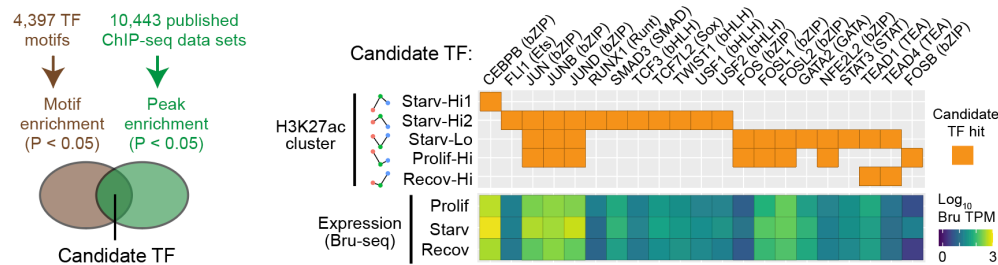 4,397 TF
motifs
10,443 published
ChIP-seq data sets
Motif
enrichment
(P < 0.05)
Peak
enrichment
(P < 0.05)
Candidate TF
Candidate TF:
CEBPB (bZIP)
FLI1 (Ets)
JUN (bZIP)
JUNB (bZIP)
JUND (bZIP)
RUNX1 (Runt)
SMAD3 (SMAD)
TCF3 (bHLH)
TCF7L2 (Sox)
TWIST1 (bHLH)
USF1 (bHLH)
USF2 (bHLH)
FOS (bZIP)
FOSL1 (bZIP)
FOSL2 (bZIP)
GATA2 (GATA)
NFE2L2 (bZIP)
STAT3 (STAT)
TEAD1 (TEA)
TEAD4 (TEA)
FOSB (bZIP)
H3K27ac
cluster
Starv-Hi1
Starv-Hi2
Starv-Lo
Prolif-Hi
Recov-Hi
Candidate
TF hit
Expression
(Bru-seq)
Prolif
Starv
Recov
Log10
Bru TPM
0 3